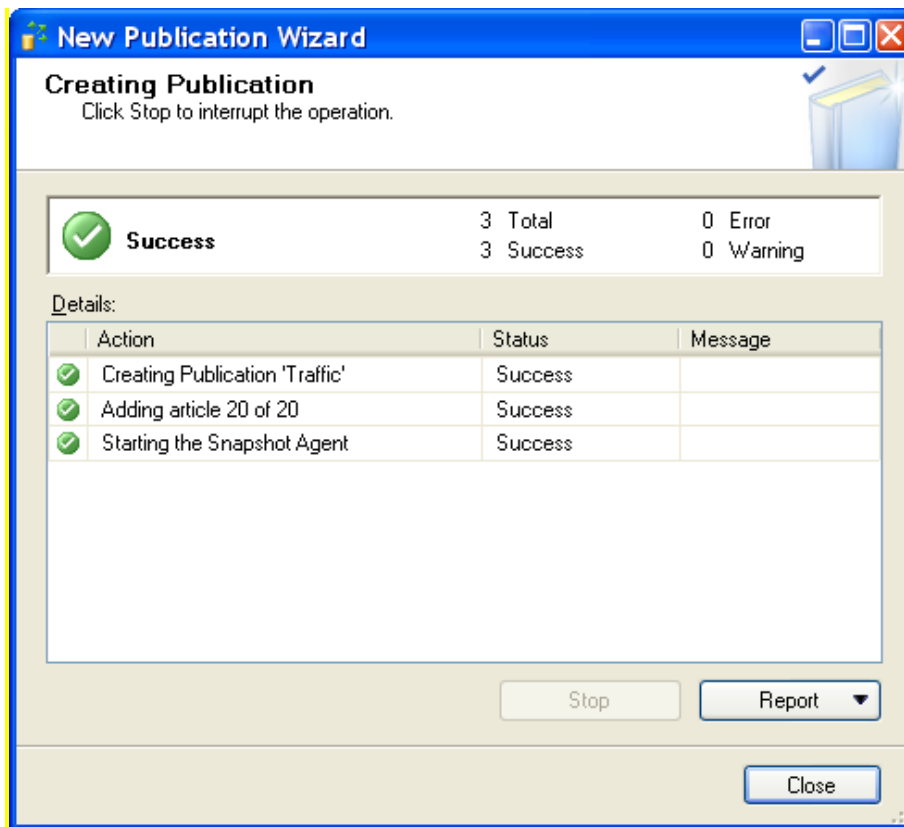 New Publication Wizard
Creating Publication
Click Stop to interrupt the operation.
Success
3 Total
0 Error
3 Success
0 Warning
Details:
Action Status Message
Creating Publication 'Traffic' Success
Adding article 20 of 20 Success
Starting the Snapshot Agent Success
Stop Report
Close